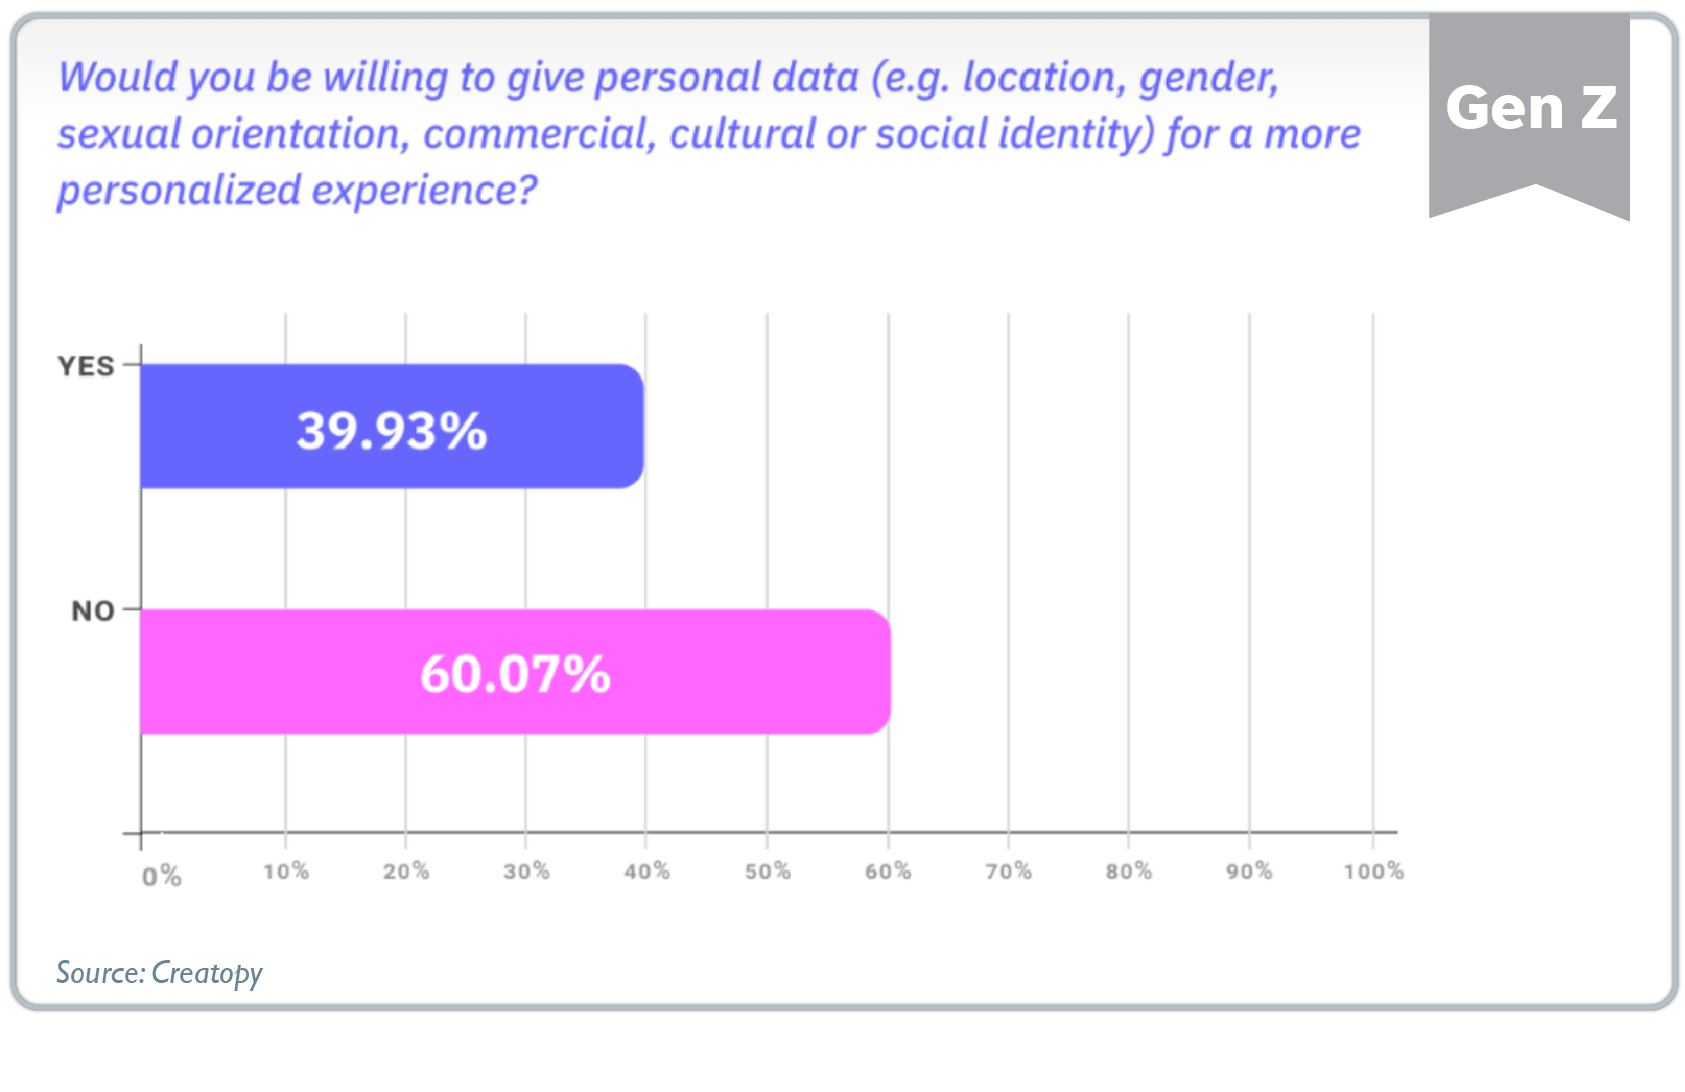 Would you be willing to give personal data (e.g. location, gender,
sexual orientation, commercial, cultural or social identity) for a more
personalized experience?
Gen Z
YES
39.93%
NO
60.07%
0% 10% 20% 30% 40% 50% 60% 70% 80% 90% 100%
Source: Creatopy